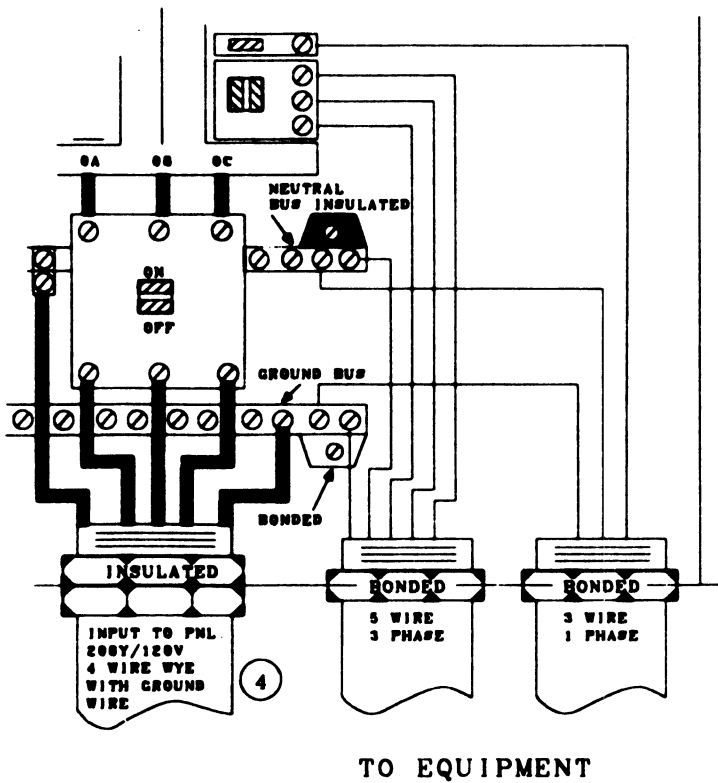 ØA ØB ØC
NEUTRAL
BUS INSULATED
ON
OFF
GROUND BUS
BONDED
INSULATED
BONDED
BONDED
INPUT TO PNL
208Y/120V
4 WIRE WYE
WITH GROUND
WIRE
4
5 WIRE
3 PHASE
3 WIRE
1 PHASE
TO EQUIPMENT